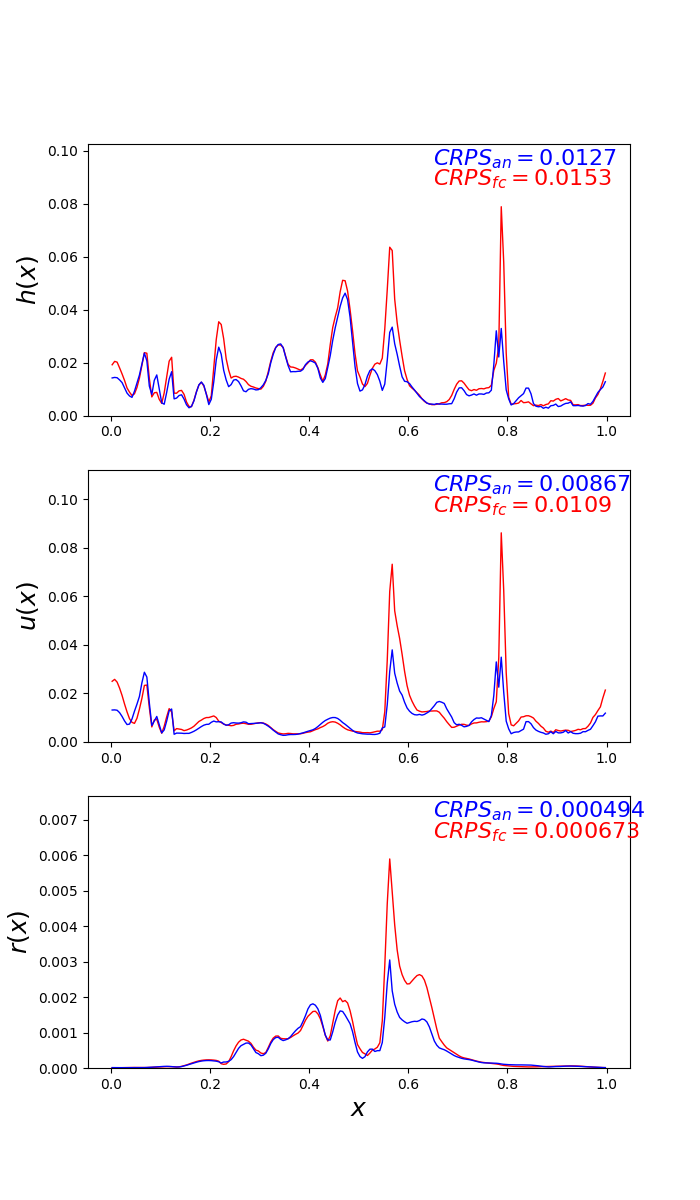 CRPS_an = 0.0127
CRPS_fc = 0.0153
0.10
0.08
0.06
0.04
0.02
0.00
h(x)
0.0 0.2 0.4 0.6 0.8 1.0
CRPS_an = 0.00867
CRPS_fc = 0.0109
0.10
0.08
0.06
0.04
0.02
0.00
u(x)
0.0 0.2 0.4 0.6 0.8 1.0
CRPS_an = 0.000494
CRPS_fc = 0.000673
0.007
0.006
0.005
0.004
0.003
0.002
0.001
0.000
r(x)
0.0 0.2 0.4 0.6 0.8 1.0
x